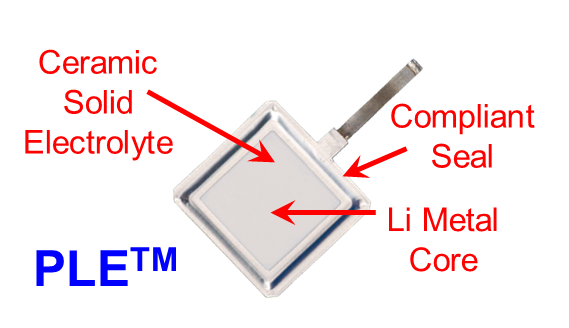 Ceramic
Solid
Electrolyte
Compliant
Seal
Li Metal
Core
PLE™